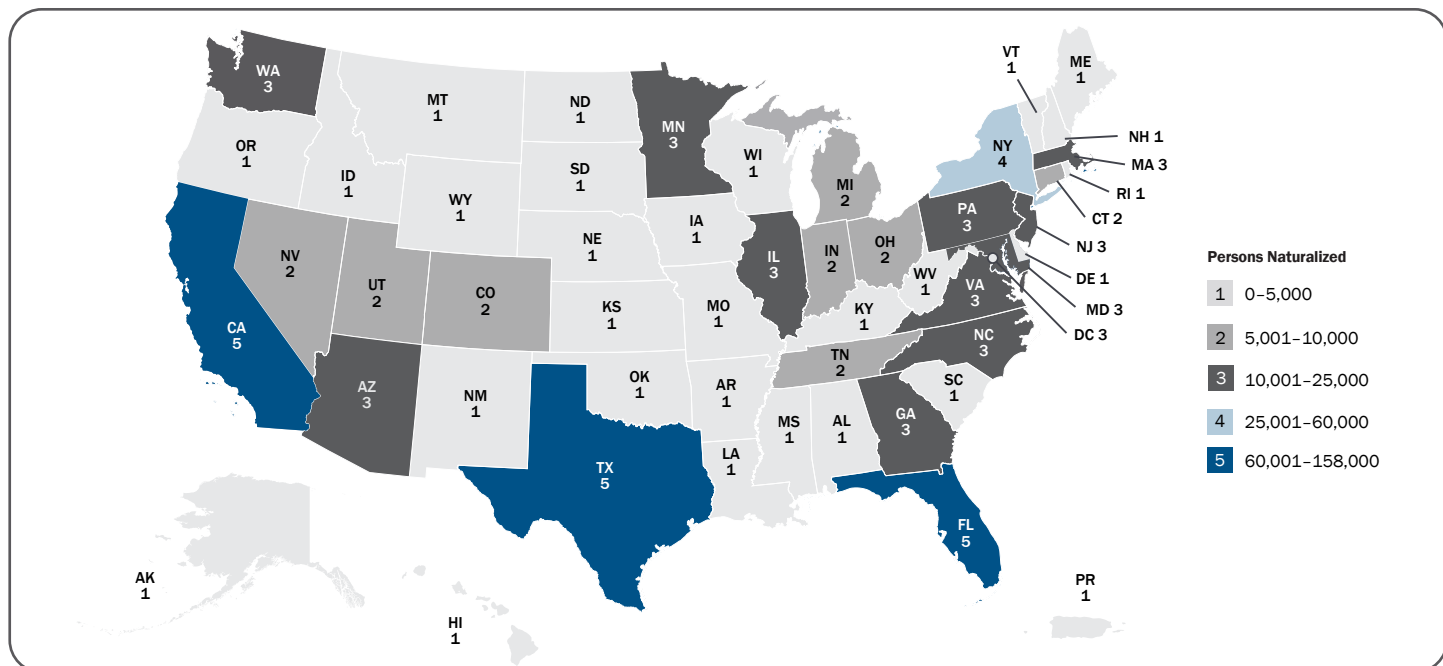 WA
3
MT
1
ND
1
MN
3
VT
1
ME
1
OR
1
ID
1
WY
1
SD
1
WI
1
MI
2
NY
4
NH 1
MA 3
RI 1
CT 2
NE
1
IA
1
IL
3
IN
2
OH
2
PA
3
NJ 3
DE 1
MD 3
DC 3
NV
2
UT
2
CO
2
KS
1
MO
1
KY
1
WV
1
VA
3
CA
5
AZ
3
NM
1
OK
1
AR
1
TN
2
NC
3
SC
1
TX
5
LA
1
MS
1
AL
1
GA
3
FL
5
AK
1
HI
1
PR
1
Persons Naturalized
1 0–5,000
2 5,001–10,000
3 10,001–25,000
4 25,001–60,000
5 60,001–158,000